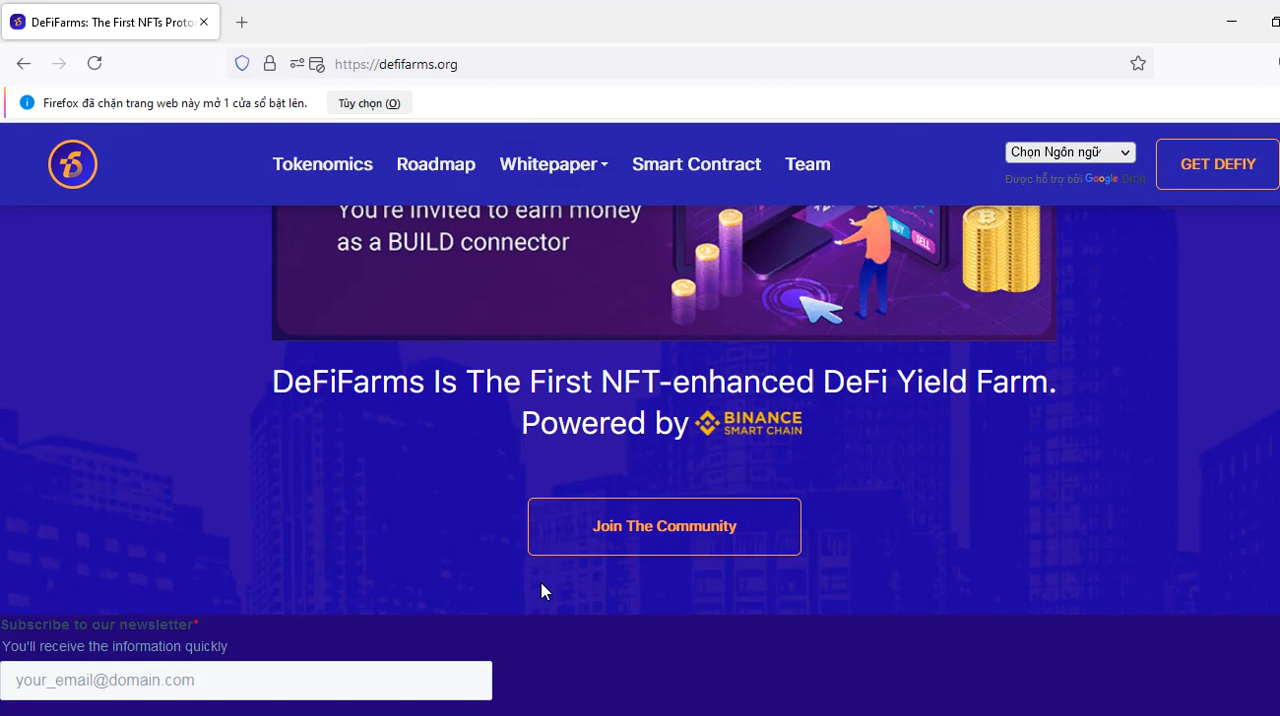 DeFiFarms: The First NFTs Proto
https://defifarms.org
Firefox đã chặn trang web này mở 1 cửa sổ bật lên.
Tùy chọn (O)
Tokenomics
Roadmap
Whitepaper
Smart Contract
Team
Chọn Ngôn ngữ
Được hỗ trợ bởi Google Dịch
GET DEFIY
You're invited to earn money
as a BUILD connector
BUY
SELL
DeFiFarms Is The First NFT-enhanced DeFi Yield Farm.
Powered by BINANCE SMART CHAIN
Join The Community
Subscribe to our newsletter*
You'll receive the information quickly
your_email@domain.com